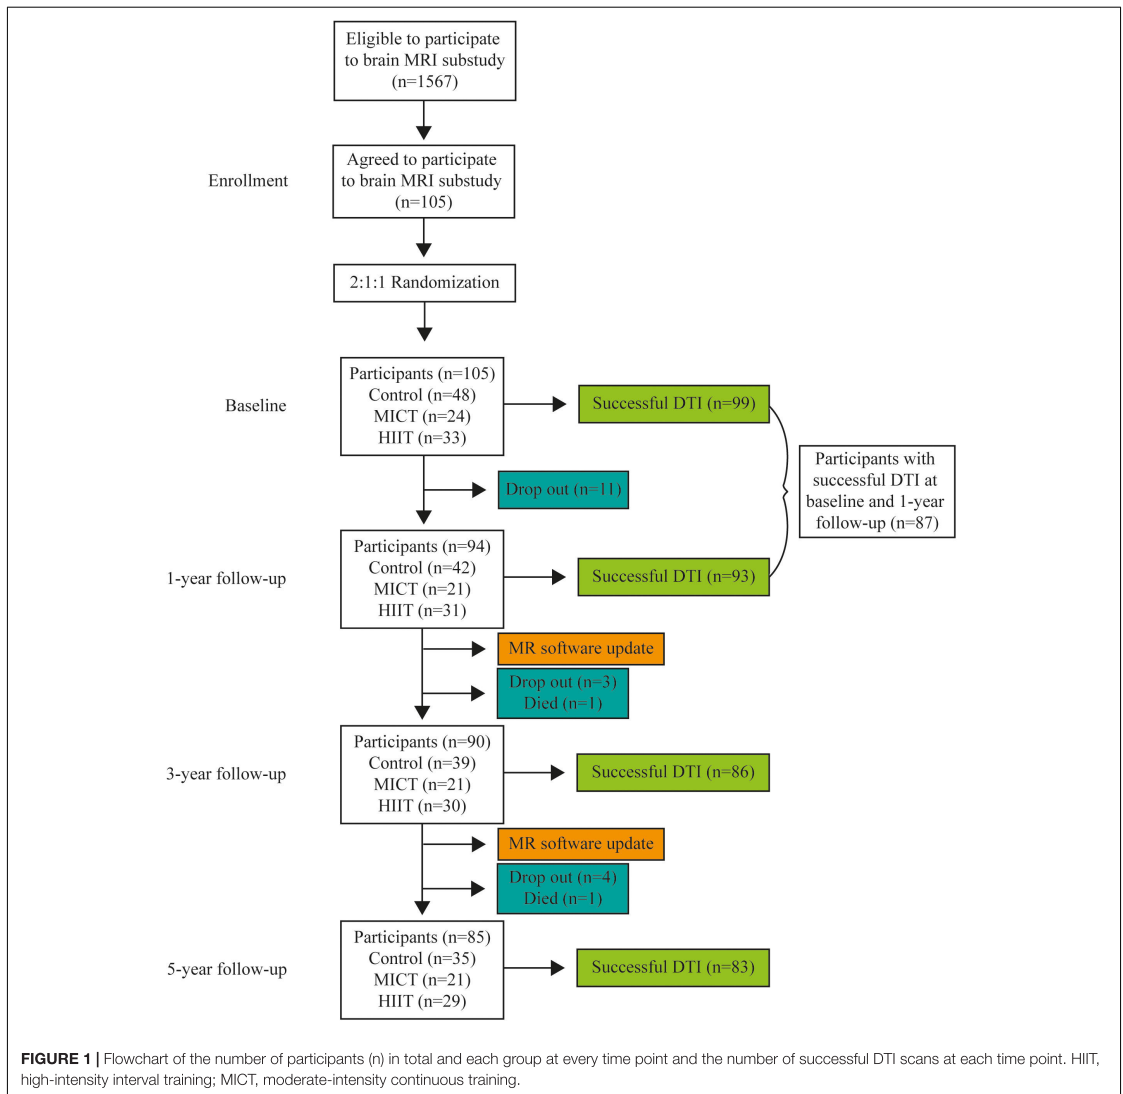 Eligible to participate
to brain MRI substudy
(n=1567)
Enrollment
Agreed to participate
to brain MRI substudy
(n=105)
2:1:1 Randomization
Baseline
Participants (n=105)
Control (n=48)
MICT (n=24)
HIIT (n=33)
Successful DTI (n=99)
Participants with
successful DTI at
baseline and 1-year
follow-up (n=87)
Drop out (n=11)
1-year follow-up
Participants (n=94)
Control (n=42)
MICT (n=21)
HIIT (n=31)
Successful DTI (n=93)
MR software update
Drop out (n=3)
Died (n=1)
3-year follow-up
Participants (n=90)
Control (n=39)
MICT (n=21)
HIIT (n=30)
Successful DTI (n=86)
MR software update
Drop out (n=4)
Died (n=1)
5-year follow-up
Participants (n=85)
Control (n=35)
MICT (n=21)
HIIT (n=29)
Successful DTI (n=83)
FIGURE 1 | Flowchart of the number of participants (n) in total and each group at every time point and the number of successful DTI scans at each time point. HIIT,
high-intensity interval training; MICT, moderate-intensity continuous training.